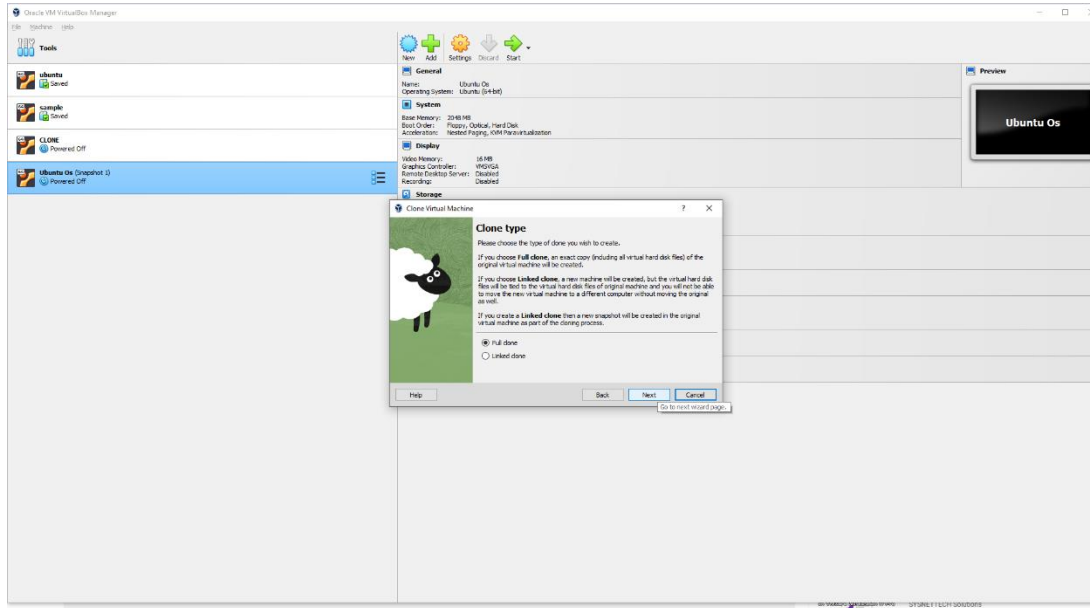 Oracle VM VirtualBox Manager
File Machine Help
Tools
New Add Settings Discard Start
ubuntu
Saved
sample
Saved
CLONE
Powered Off
Ubuntu Os (Snapshot 1)
Powered Off
General
Name: Ubuntu Os
Operating System: Ubuntu (64-bit)
System
Base Memory: 2048 MB
Boot Order: Floppy, Optical, Hard Disk
Acceleration: Nested Paging, KVM Paravirtualization
Display
Video Memory: 16 MB
Graphics Controller: VMSVGA
Remote Desktop Server: Disabled
Recording: Disabled
Storage
Preview
Ubuntu Os
Clone Virtual Machine ? X
Clone type
Please choose the type of clone you wish to create.
If you choose Full clone, an exact copy (including all virtual hard disk files) of the
original virtual machine will be created.
If you choose Linked clone, a new machine will be created, but the virtual hard disk
files will be tied to the virtual hard disk files of original machine and you will not be able
to move the new virtual machine to a different computer without moving the original
as well.
If you create a Linked clone then a new snapshot will be created in the original
virtual machine as part of the cloning process.
Full clone
Linked clone
Help Back Next Cancel
Go to next wizard page.
SYSNETTECH Solutions